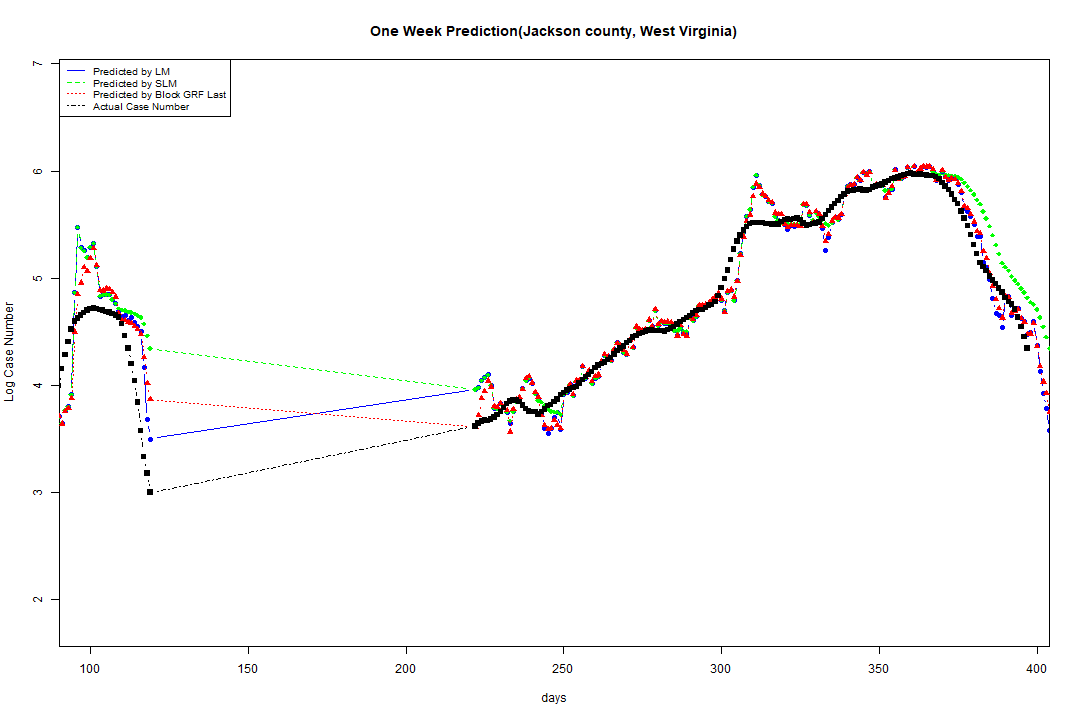 One Week Prediction(Jackson county, West Virginia)
Predicted by LM
Predicted by SLM
Predicted by Block GRF Last
Actual Case Number
Log Case Number
7
6
5
4
3
2
100 150 200 250 300 350 400
days